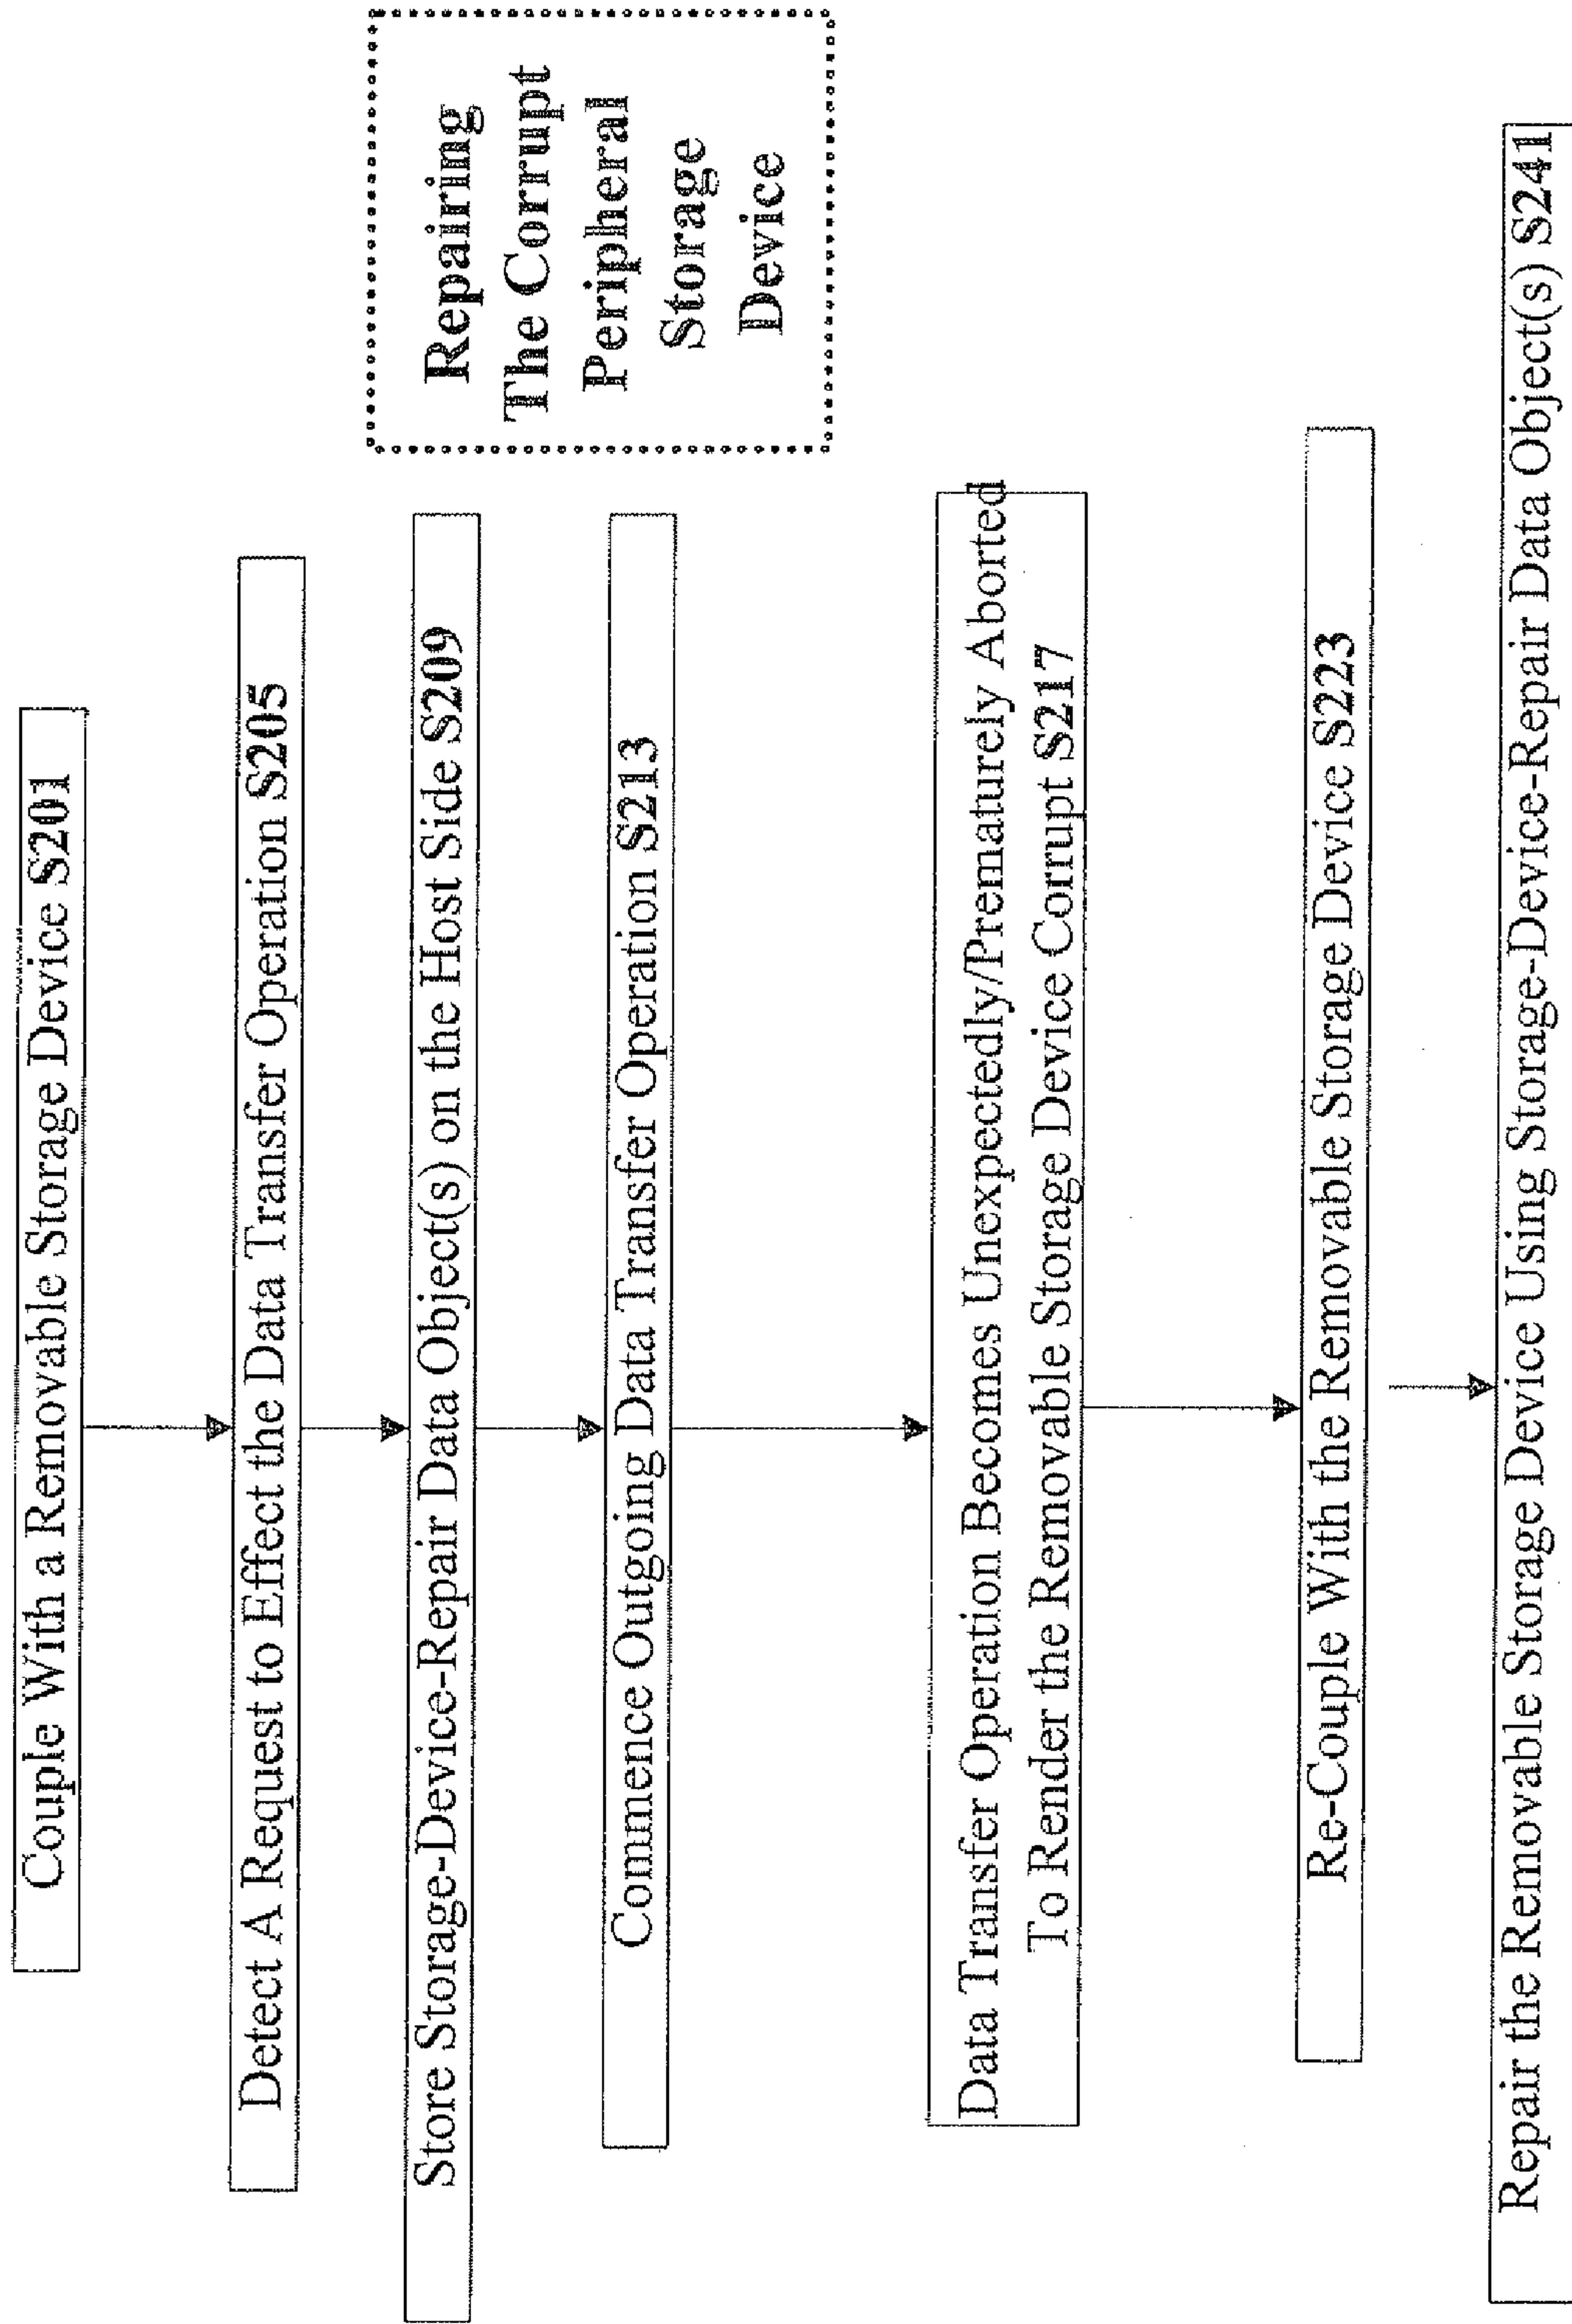 Couple With a Removable Storage Device S201
Detect A Request to Effect the Data Transfer Operation S205
Store Storage-Device-Repair Data Object(s) on the Host Side S209
Commence Outgoing Data Transfer Operation S213
Data Transfer Operation Becomes Unexpectedly/Prematurely Aborted
To Render the Removable Storage Device Corrupt S217
Re-Couple With the Removable Storage Device S223
Repair the Removable Storage Device Using Storage-Device-Repair Data Object(s) S241
Repairing
The Corrupt
Peripheral
Storage
Device